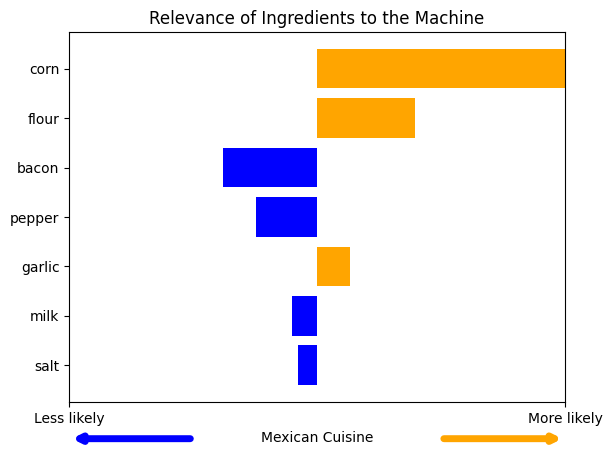 Relevance of Ingredients to the Machine
corn
flour
bacon
pepper
garlic
milk
salt
Less likely
More likely
Mexican Cuisine